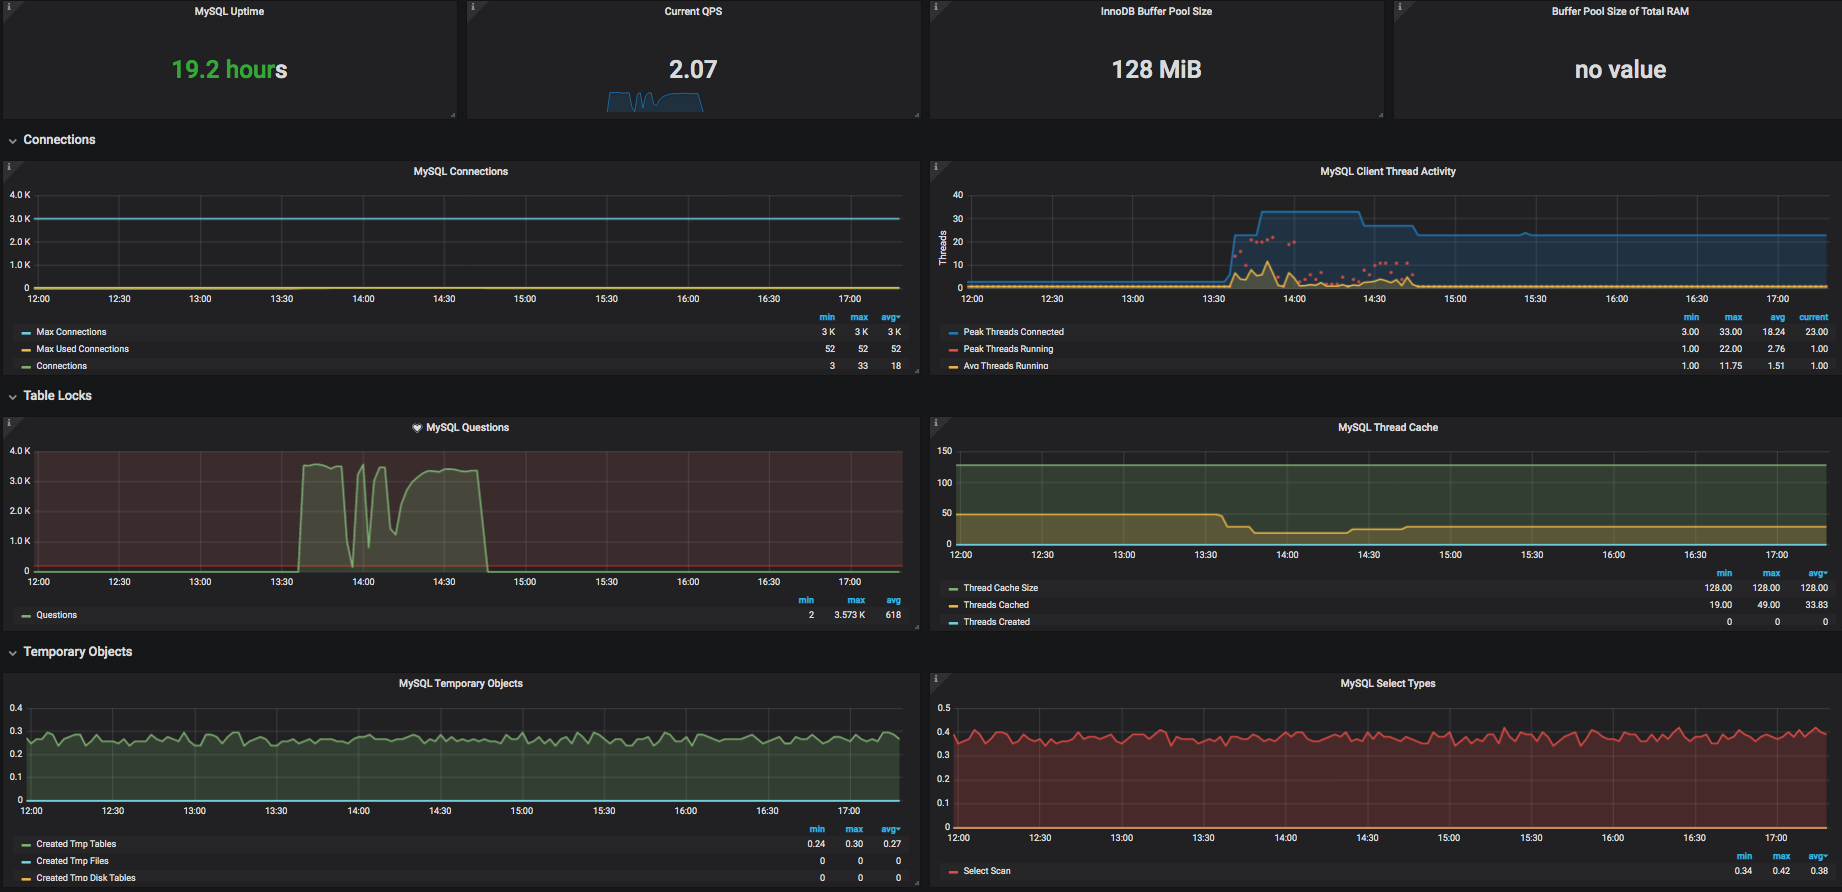 MySQL Uptime
19.2 hours
Current QPS
2.07
InnoDB Buffer Pool Size
128 MiB
Buffer Pool Size of Total RAM
no value
Connections
MySQL Connections
4.0 K
3.0 K
2.0 K
1.0 K
0
12:00 12:30 13:00 13:30 14:00 14:30 15:00 15:30 16:00 16:30 17:00
min max avg
Max Connections 3 K 3 K 3 K
Max Used Connections 52 52 52
Connections 3 33 18
MySQL Client Thread Activity
Threads
40
30
20
10
0
12:00 12:30 13:00 13:30 14:00 14:30 15:00 15:30 16:00 16:30 17:00
min max avg current
Peak Threads Connected 3.00 33.00 18.24 23.00
Peak Threads Running 1.00 22.00 2.76 1.00
Avg Threads Running 1.00 11.75 1.51 1.00
Table Locks
MySQL Questions
4.0 K
3.0 K
2.0 K
1.0 K
0
12:00 12:30 13:00 13:30 14:00 14:30 15:00 15:30 16:00 16:30 17:00
min max avg
Questions 2 3.573 K 618
MySQL Thread Cache
150
100
50
0
12:00 12:30 13:00 13:30 14:00 14:30 15:00 15:30 16:00 16:30 17:00
min max avg
Thread Cache Size 128.00 128.00 128.00
Threads Cached 19.00 49.00 33.83
Threads Created 0 0 0
Temporary Objects
MySQL Temporary Objects
0.4
0.3
0.2
0.1
0
12:00 12:30 13:00 13:30 14:00 14:30 15:00 15:30 16:00 16:30 17:00
min max avg
Created Tmp Tables 0.24 0.30 0.27
Created Tmp Files 0 0 0
Created Tmp Disk Tables 0 0 0
MySQL Select Types
0.5
0.4
0.3
0.2
0.1
0
12:00 12:30 13:00 13:30 14:00 14:30 15:00 15:30 16:00 16:30 17:00
min max avg
Select Scan 0.34 0.42 0.38